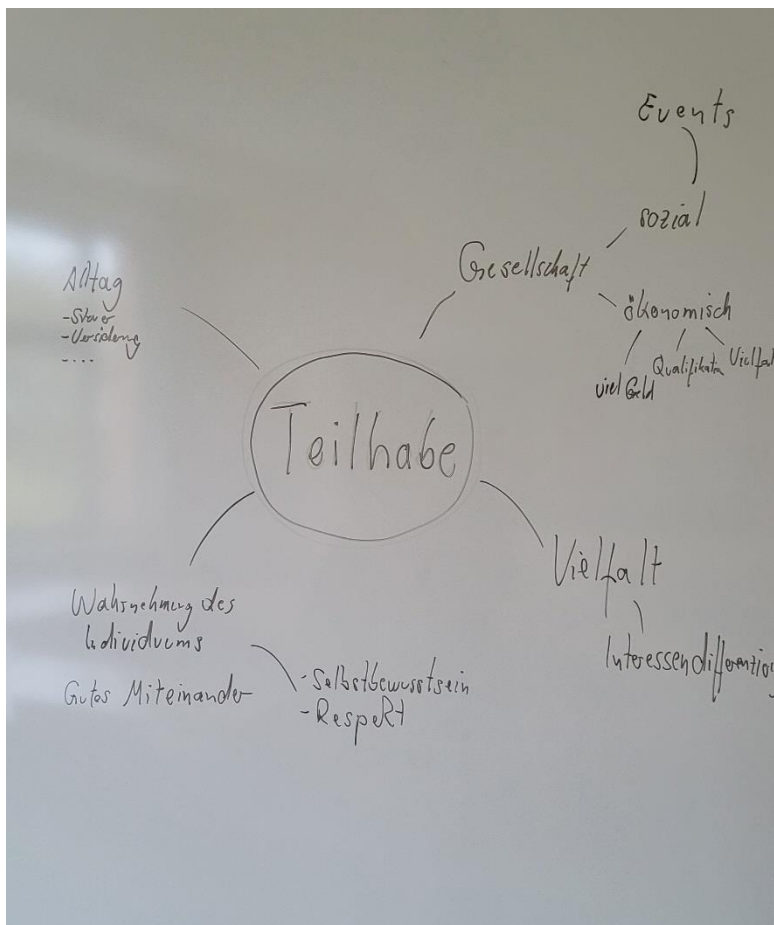 Events
sozial
Gesellschaft
ökonomisch
viel Geld
Qualifikation
Vielfal
Alltag
- Steuer
- Versicherung
- ....
Teilhabe
Vielfalt
Interessendifferenzierung
Wahrnehmung des
Individuums
Gutes Miteinander
- Selbstbewusstsein
- Respekt